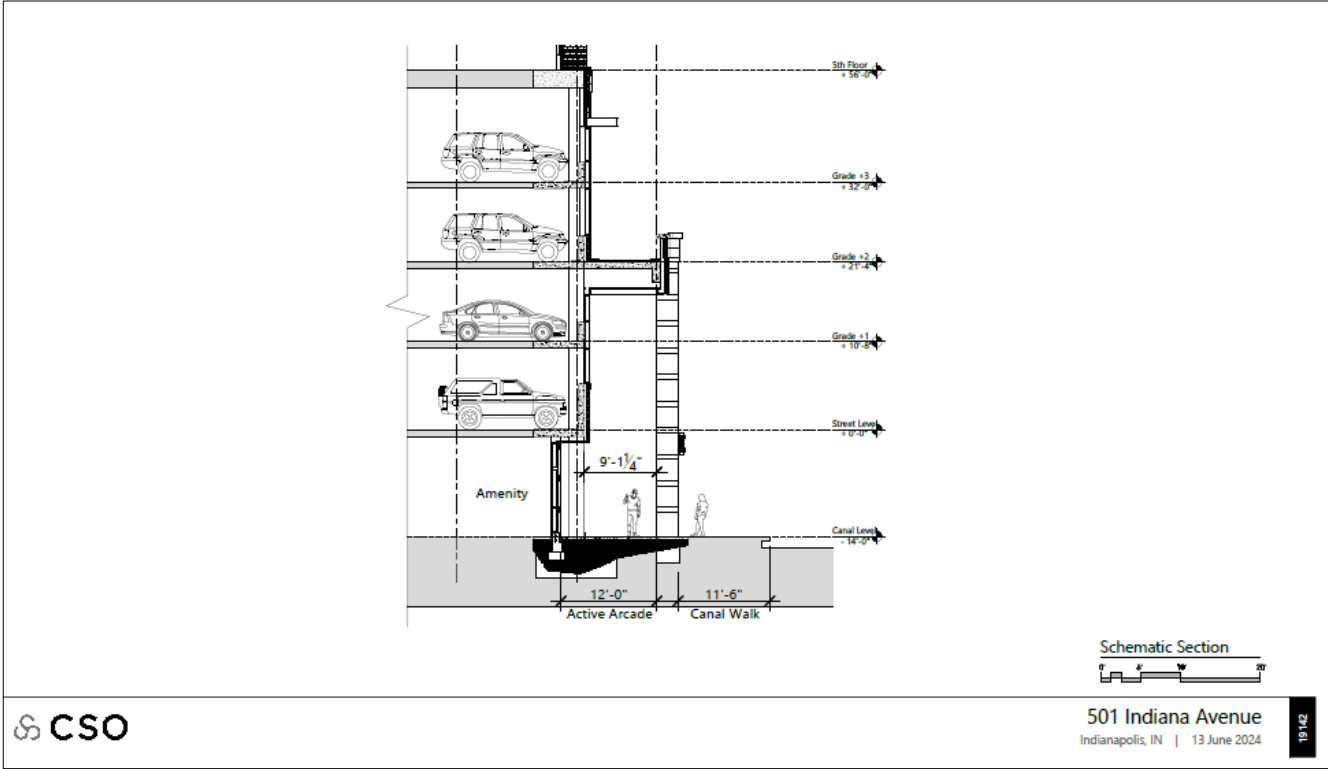 5th Floor
+ 56'-0"
Grade +3
+ 32'-0"
Grade +2
+ 21'-4"
Grade +1
+ 10'-8"
Street Level
+ 0'-0"
9'-1¼"
Amenity
Canal Level
- 14'-0"
12'-0"
11'-6"
Active Arcade
Canal Walk
Schematic Section
0' 5' 10' 20'
CSO
501 Indiana Avenue
Indianapolis, IN | 13 June 2024
19142